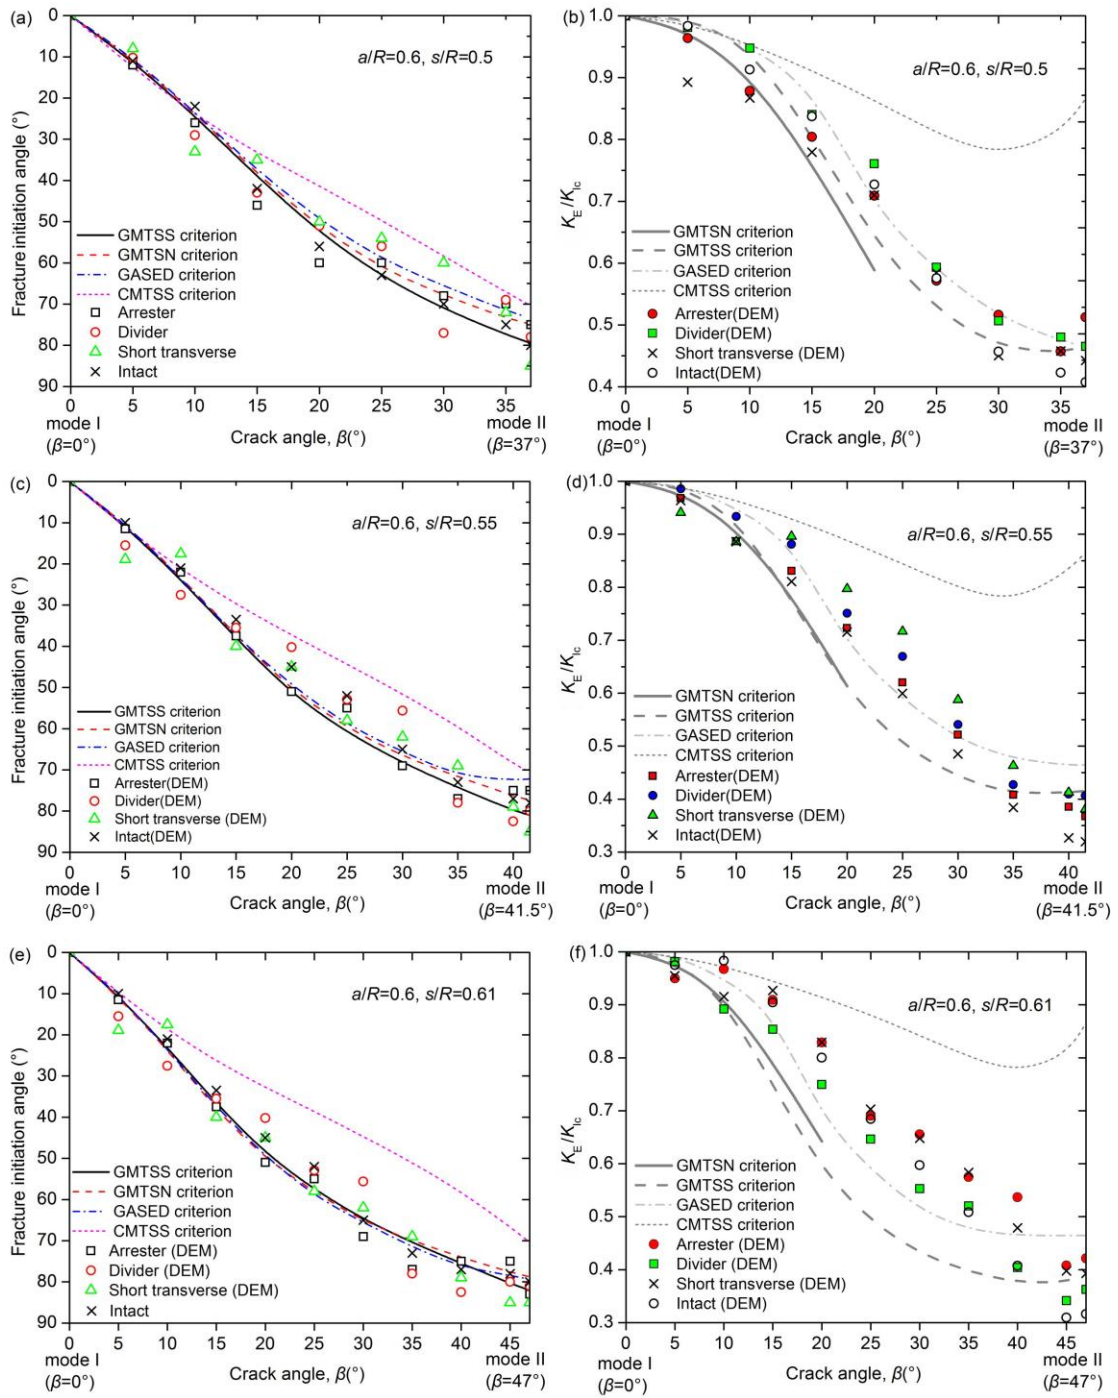 (a)
a/R=0.6, s/R=0.5
Fracture initiation angle (°)
0
10
20
30
40
50
60
70
80
90
GMTSS criterion
GMTSN criterion
GASED criterion
CMTSS criterion
Arrester
Divider
Short transverse
Intact
0 5 10 15 20 25 30 35
mode I
(β=0°)
Crack angle, β(°)
mode II
(β=37°)
(b)
a/R=0.6, s/R=0.5
K_E/K_Ic
1.0
0.9
0.8
0.7
0.6
0.5
0.4
GMTSN criterion
GMTSS criterion
GASED criterion
CMTSS criterion
Arrester(DEM)
Divider(DEM)
Short transverse (DEM)
Intact(DEM)
0 5 10 15 20 25 30 35
mode I
(β=0°)
Crack angle, β(°)
mode II
(β=37°)
(c)
a/R=0.6, s/R=0.55
Fracture initiation angle (°)
0
10
20
30
40
50
60
70
80
90
GMTSS criterion
GMTSN criterion
GASED criterion
CMTSS criterion
Arrester(DEM)
Divider(DEM)
Short transverse (DEM)
Intact(DEM)
0 5 10 15 20 25 30 35 40
mode I
(β=0°)
Crack angle, β(°)
mode II
(β=41.5°)
(d)
a/R=0.6, s/R=0.55
K_E/K_Ic
1.0
0.9
0.8
0.7
0.6
0.5
0.4
0.3
GMTSN criterion
GMTSS criterion
GASED criterion
CMTSS criterion
Arrester(DEM)
Divider(DEM)
Short transverse (DEM)
Intact(DEM)
0 5 10 15 20 25 30 35 40
mode I
(β=0°)
Crack angle, β(°)
mode II
(β=41.5°)
(e)
a/R=0.6, s/R=0.61
Fracture initiation angle (°)
0
10
20
30
40
50
60
70
80
90
GMTSS criterion
GMTSN criterion
GASED criterion
CMTSS criterion
Arrester (DEM)
Divider (DEM)
Short transverse (DEM)
Intact
0 5 10 15 20 25 30 35 40 45
mode I
(β=0°)
Crack angle, β(°)
mode II
(β=47°)
(f)
a/R=0.6, s/R=0.61
K_E/K_Ic
1.0
0.9
0.8
0.7
0.6
0.5
0.4
0.3
GMTSN criterion
GMTSS criterion
GASED criterion
CMTSS criterion
Arrester (DEM)
Divider (DEM)
Short transverse (DEM)
Intact (DEM)
0 5 10 15 20 25 30 35 40 45
mode I
(β=0°)
Crack angle, β(°)
mode II
(β=47°)